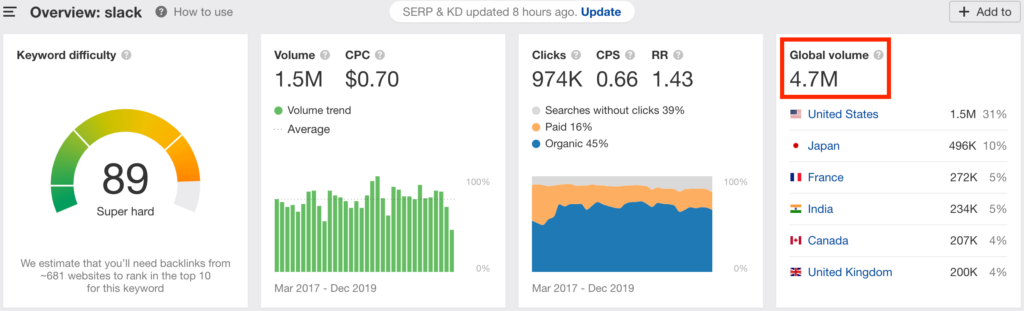 Overview: slack ? How to use
SERP & KD updated 8 hours ago. Update
+ Add to
Keyword difficulty ?
89
Super hard
We estimate that you'll need backlinks from
~681 websites to rank in the top 10
for this keyword
Volume ? CPC ?
1.5M $0.70
Volume trend
Average
100%
0%
Mar 2017 - Dec 2019
Clicks ? CPS ? RR ?
974K 0.66 1.43
Searches without clicks 39%
Paid 16%
Organic 45%
100%
0%
Mar 2017 - Dec 2019
Global volume ?
4.7M
United States 1.5M 31%
Japan 496K 10%
France 272K 5%
India 234K 5%
Canada 207K 4%
United Kingdom 200K 4%